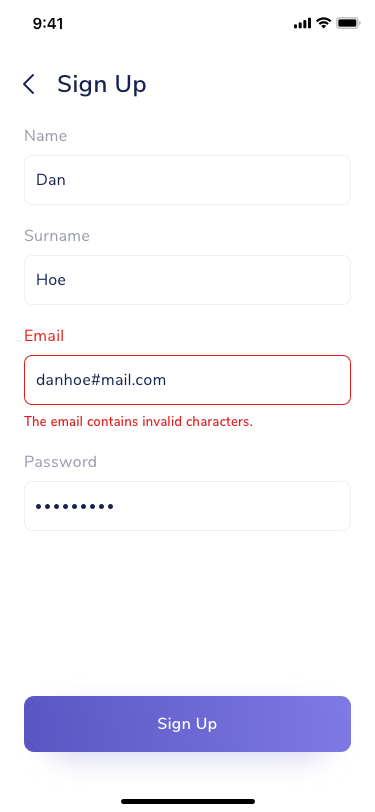 9:41
Sign Up
Name
Dan
Surname
Hoe
Email
danhoe#mail.com
The email contains invalid characters.
Password
•••••••••
Sign Up